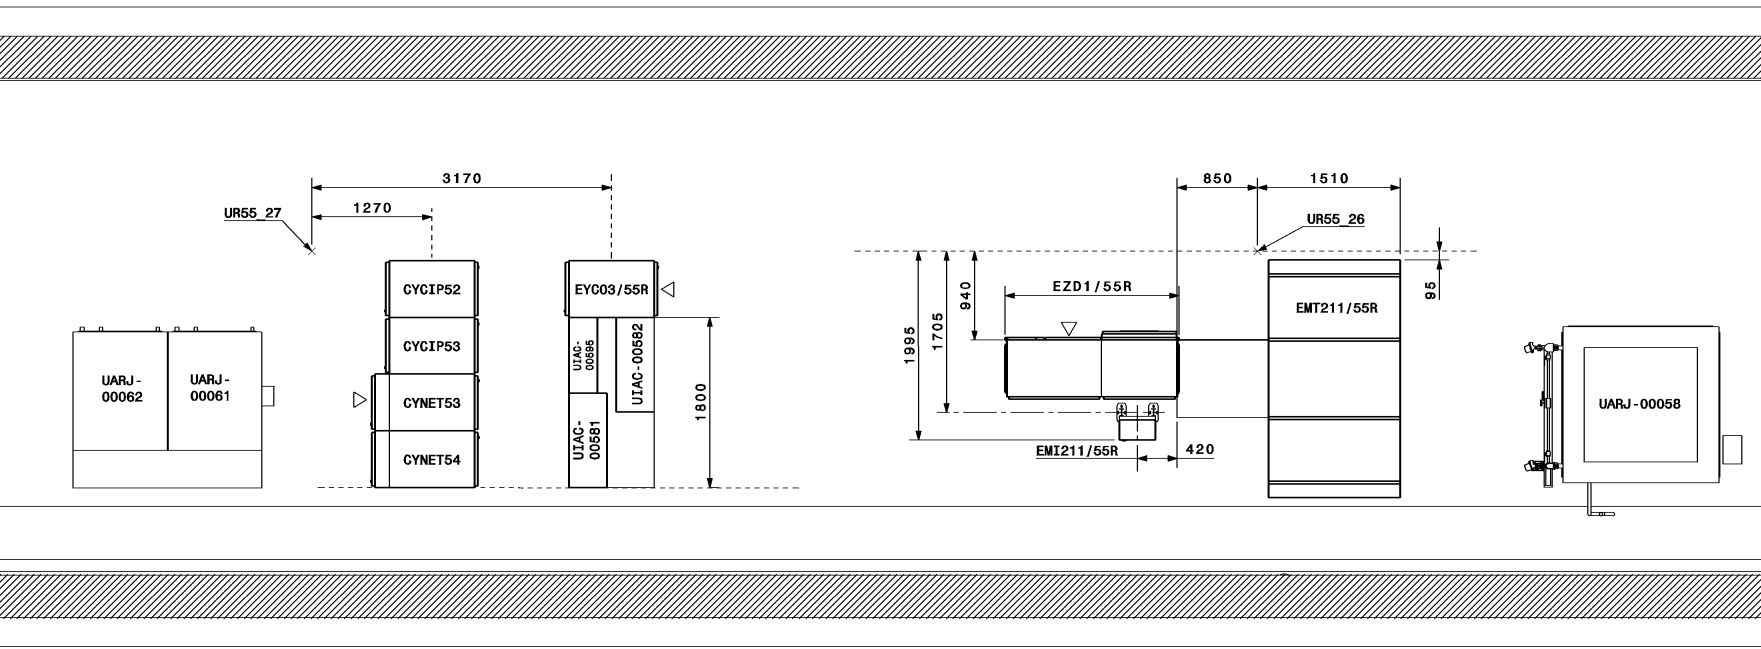 3170
850
1510
1270
UR55_27
UR55_26
CYCIP52
EYC03/55R
EZD1/55R
940
95
EMT211/55R
1995
1705
CYCIP53
UIAC-
00595
UIAC-00582
UARJ-
00062
UARJ-
00061
CYNET53
1800
UARJ-00058
UIAC-
00581
CYNET54
EMI211/55R
420